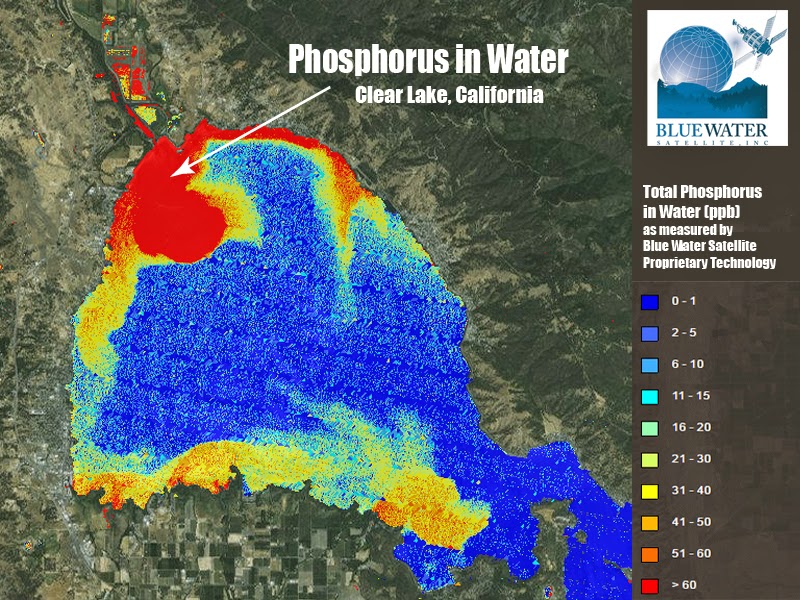 Phosphorus in Water
Clear Lake, California
BLUEWATER
SATELLITE, INC
Total Phosphorus
in Water (ppb)
as measured by
Blue Water Satellite
Proprietary Technology
0 - 1
2 - 5
6 - 10
11 - 15
16 - 20
21 - 30
31 - 40
41 - 50
51 - 60
> 60